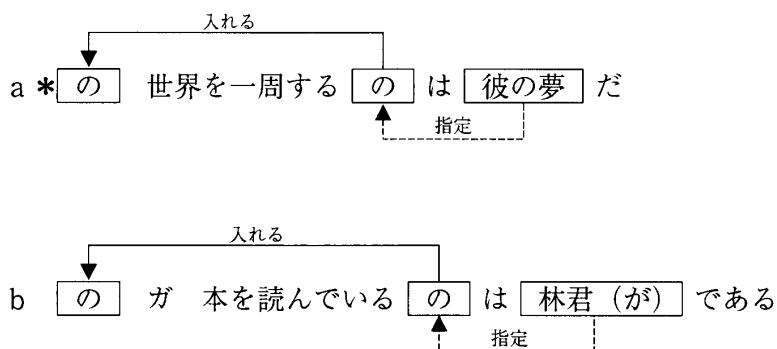 入れる
a * の 世界を一周する の は 彼の夢 だ
指定
入れる
b の ガ 本を読んでいる の は 林君（が） である
指定